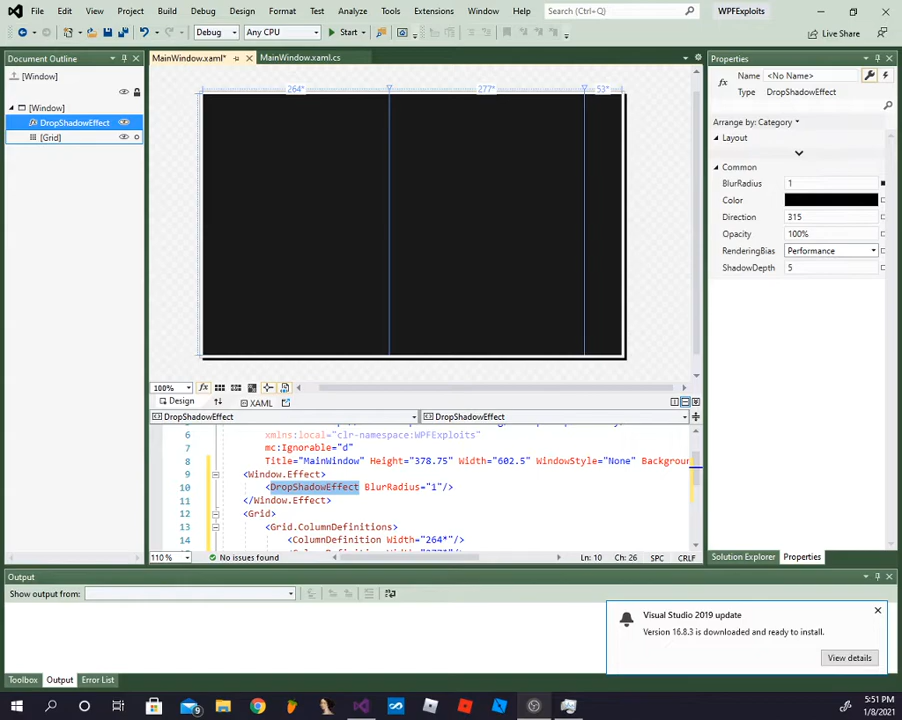 File Edit View Project Build Debug Design Format Test Analyze Tools Extensions Window Help Search (Ctrl+Q) WPFExploits
Debug Any CPU Start Live Share
Document Outline
[Window]
[Window]
DropShadowEffect
[Grid]
MainWindow.xaml* MainWindow.xaml.cs
264* 277* 53*
100%
Design XAML
DropShadowEffect DropShadowEffect
6 xmlns:local="clr-namespace:WPFExploits"
7 mc:Ignorable="d"
8 Title="MainWindow" Height="378.75" Width="602.5" WindowStyle="None" Backgroun
9 <Window.Effect>
10 <DropShadowEffect BlurRadius="1"/>
11 </Window.Effect>
12 <Grid>
13 <Grid.ColumnDefinitions>
14 <ColumnDefinition Width="264*"/>
110 % No issues found Ln: 10 Ch: 26 SPC CRLF
Properties
Name <No Name>
Type DropShadowEffect
Arrange by: Category
Layout
Common
BlurRadius 1
Color
Direction 315
Opacity 100%
RenderingBias Performance
ShadowDepth 5
Solution Explorer Properties
Output
Show output from:
Visual Studio 2019 update
Version 16.8.3 is downloaded and ready to install.
View details
Toolbox Output Error List
9
5:51 PM
1/8/2021